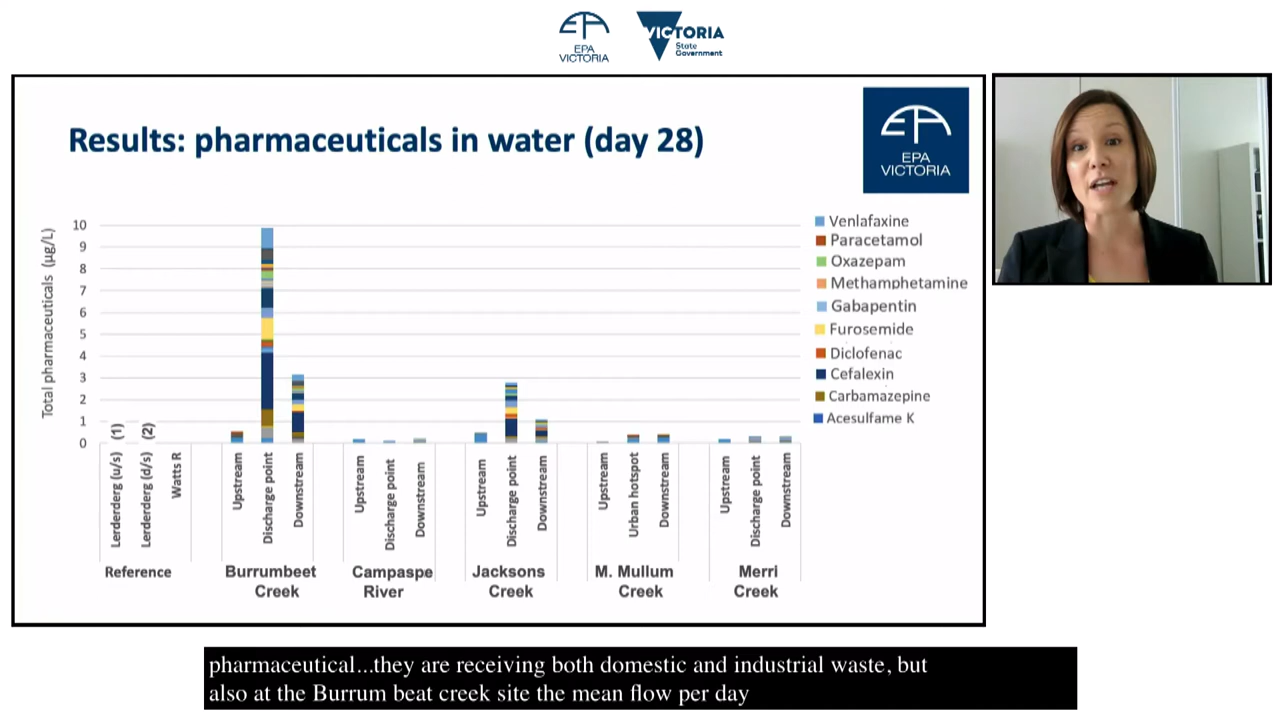 EPA
VICTORIA
VICTORIA
State
Government
Results: pharmaceuticals in water (day 28)
EPA
VICTORIA
Total pharmaceuticals (µg/L)
10
9
8
7
6
5
4
3
2
1
0
Lerderderg (u/s) (1)
Lerderderg (d/s) (2)
Watts R
Upstream
Discharge point
Downstream
Upstream
Discharge point
Downstream
Upstream
Discharge point
Downstream
Upstream
Urban hotspot
Downstream
Upstream
Discharge point
Downstream
Reference
Burrumbeet
Creek
Campaspe
River
Jacksons
Creek
M. Mullum
Creek
Merri
Creek
Venlafaxine
Paracetamol
Oxazepam
Methamphetamine
Gabapentin
Furosemide
Diclofenac
Cefalexin
Carbamazepine
Acesulfame K
pharmaceutical...they are receiving both domestic and industrial waste, but
also at the Burrum beat creek site the mean flow per day